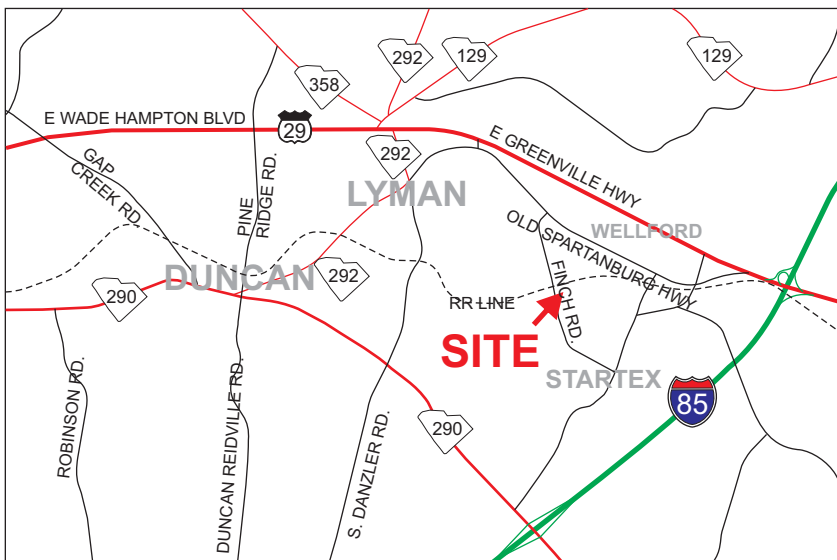 292
129
129
358
E WADE HAMPTON BLVD
29
E GREENVILLE HWY
292
GAP
CREEK RD.
PINE
RIDGE RD.
LYMAN
OLD SPARTANBURG HWY
WELLFORD
DUNCAN
292
290
RR LINE
FINCH RD.
SITE
STARTEX
85
ROBINSON RD.
DUNCAN REIDVILLE RD.
S. DANZLER RD.
290